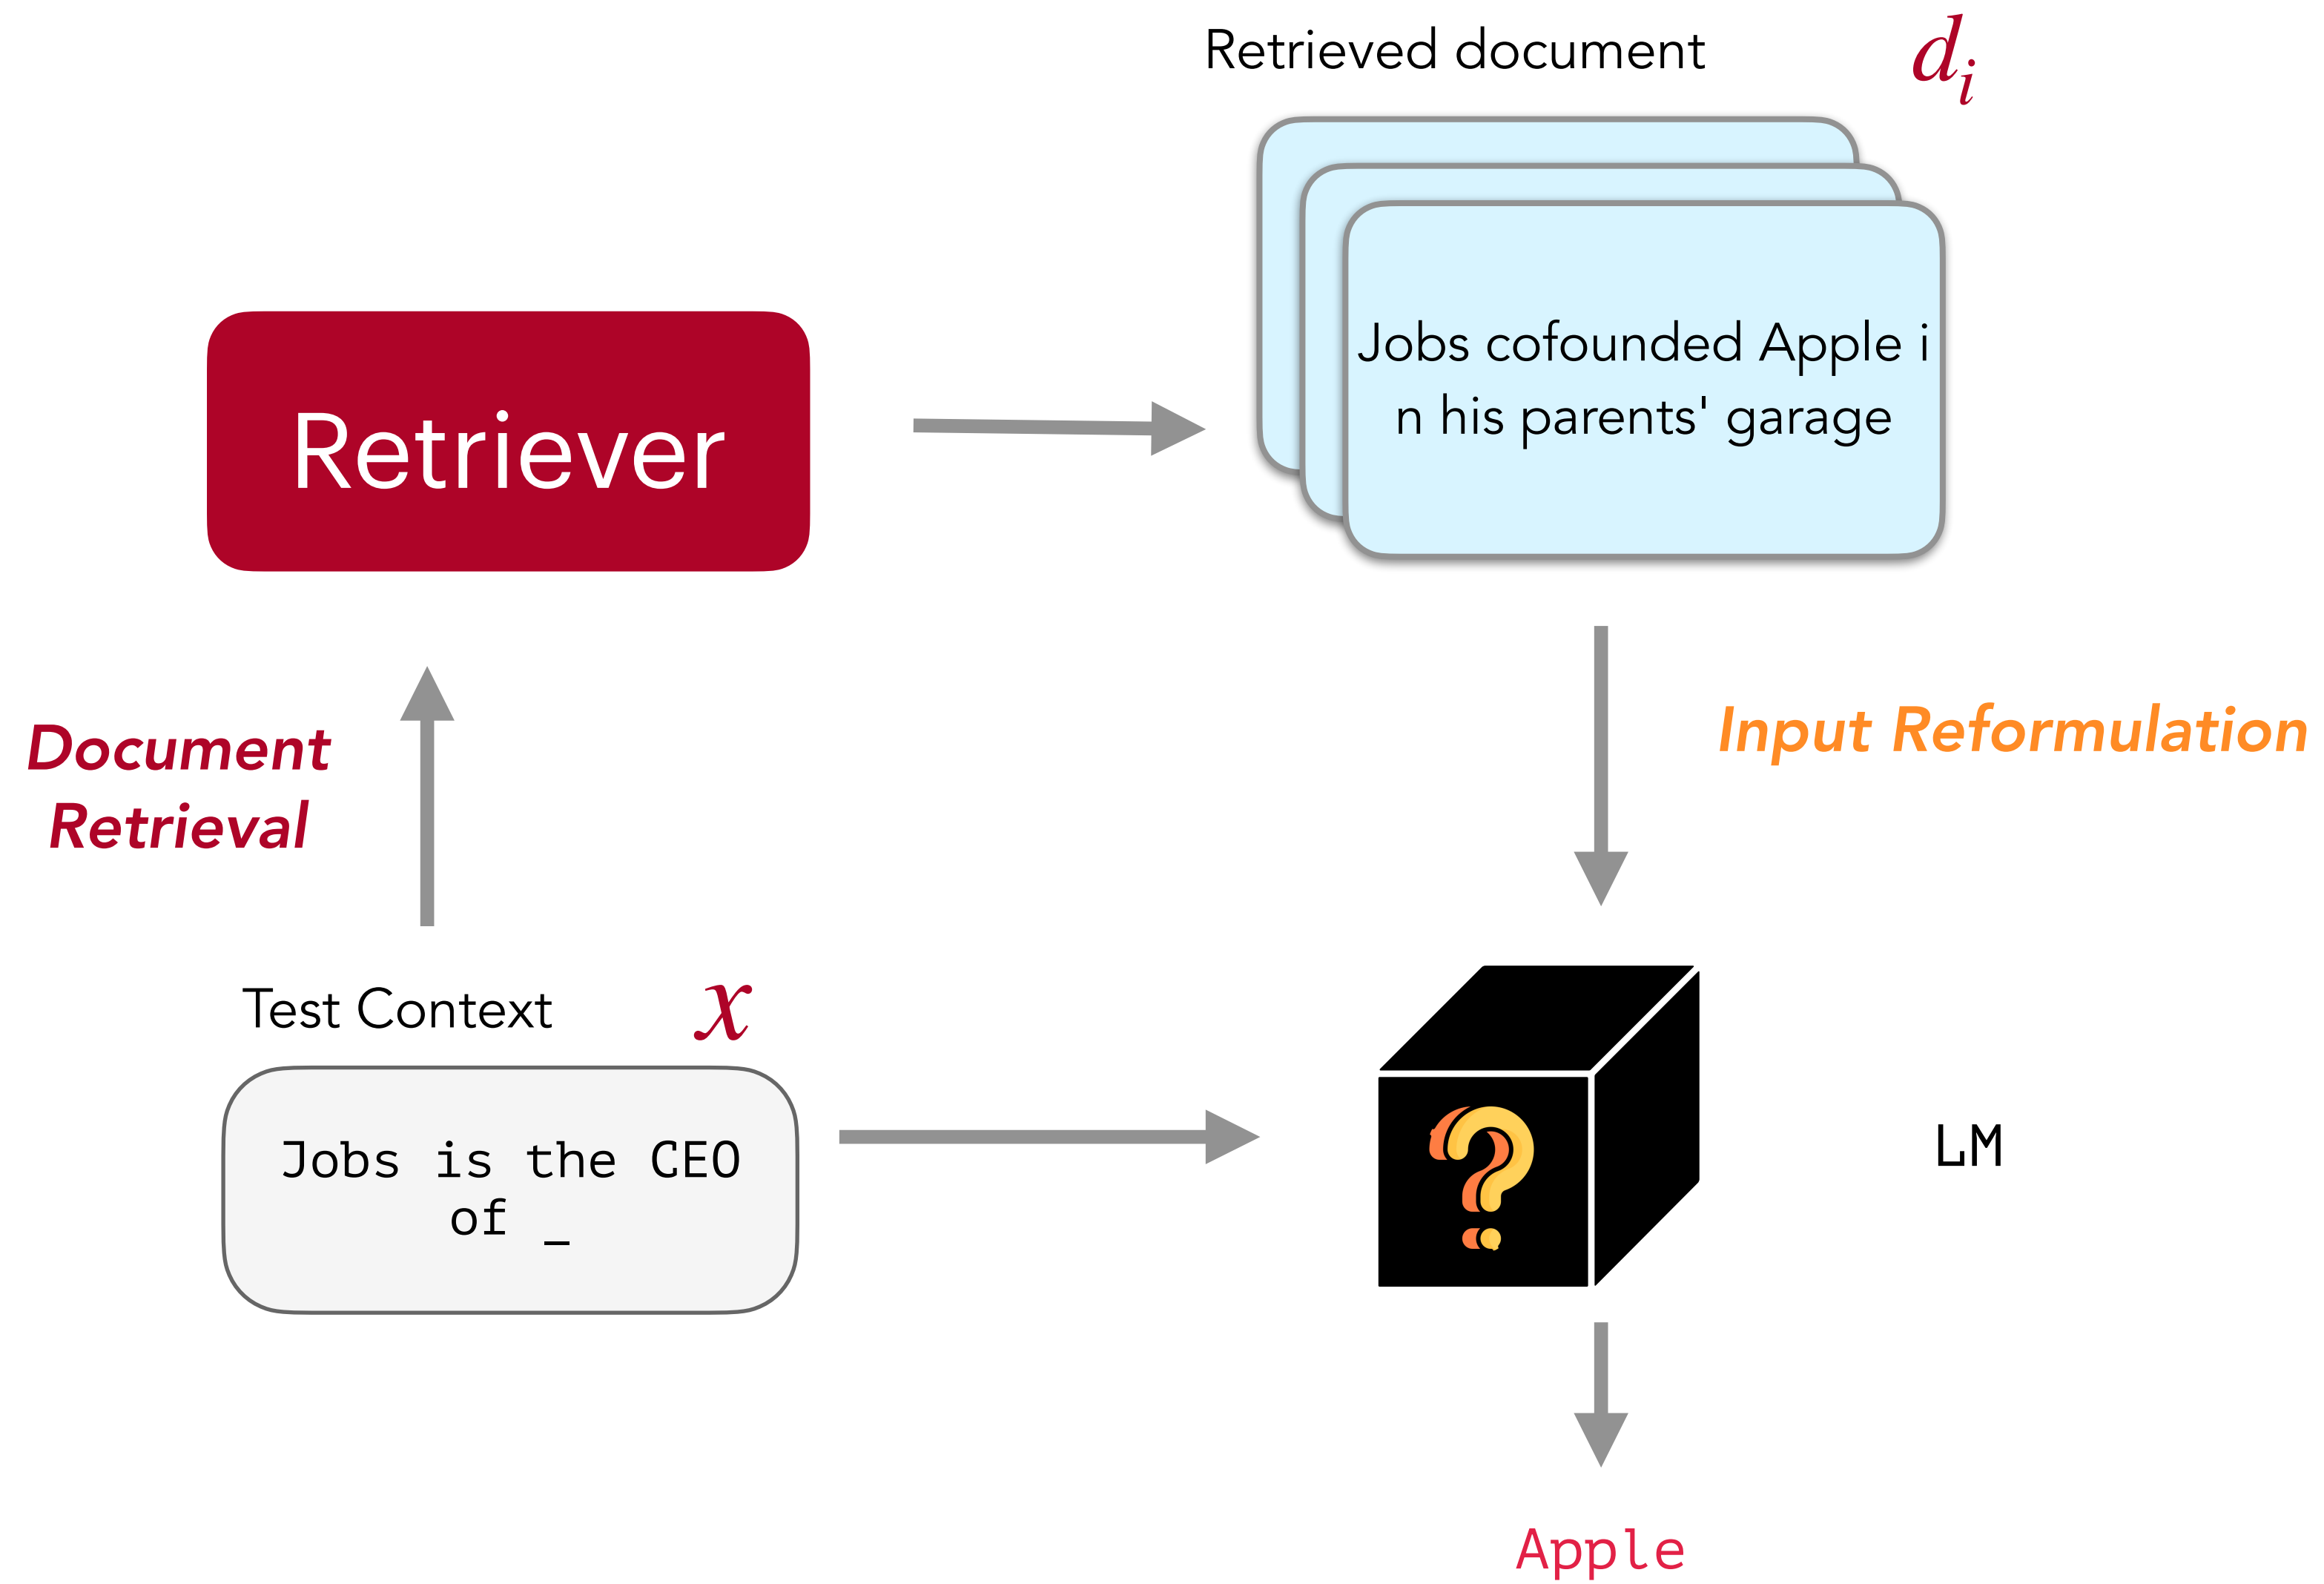 Retrieved document
d_i
Jobs cofounded Apple i
n his parents' garage
Retriever
Document
Retrieval
Input Reformulation
Test Context
x
Jobs is the CEO
of _
?
LM
Apple